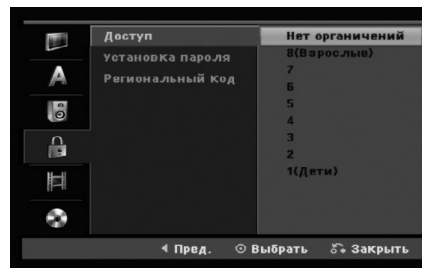 Доступ
Установка пароля
Региональный Код
Нет органичений
8(Взрослые)
7
6
5
4
3
2
1(Дети)
Пред. Выбрать Закрыть